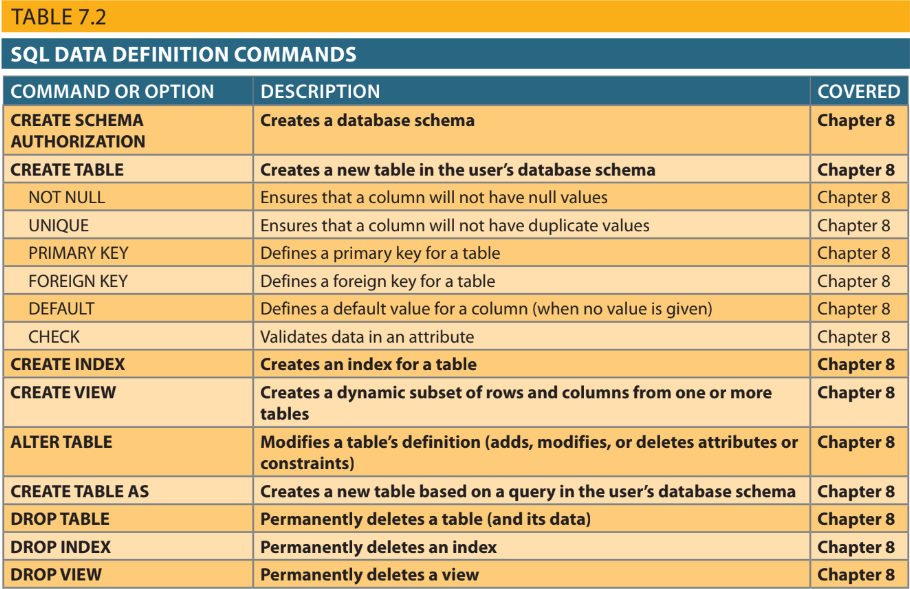 TABLE 7.2
SQL DATA DEFINITION COMMANDS
COMMAND OR OPTION DESCRIPTION COVERED
CREATE SCHEMA Creates a database schema Chapter 8
AUTHORIZATION
CREATE TABLE Creates a new table in the user’s database schema Chapter 8
NOT NULL Ensures that a column will not have null values Chapter 8
UNIQUE Ensures that a column will not have duplicate values Chapter 8
PRIMARY KEY Defines a primary key for a table Chapter 8
FOREIGN KEY Defines a foreign key for a table Chapter 8
DEFAULT Defines a default value for a column (when no value is given) Chapter 8
CHECK Validates data in an attribute Chapter 8
CREATE INDEX Creates an index for a table Chapter 8
CREATE VIEW Creates a dynamic subset of rows and columns from one or more Chapter 8
tables
ALTER TABLE Modifies a table’s definition (adds, modifies, or deletes attributes or Chapter 8
constraints)
CREATE TABLE AS Creates a new table based on a query in the user’s database schema Chapter 8
DROP TABLE Permanently deletes a table (and its data) Chapter 8
DROP INDEX Permanently deletes an index Chapter 8
DROP VIEW Permanently deletes a view Chapter 8